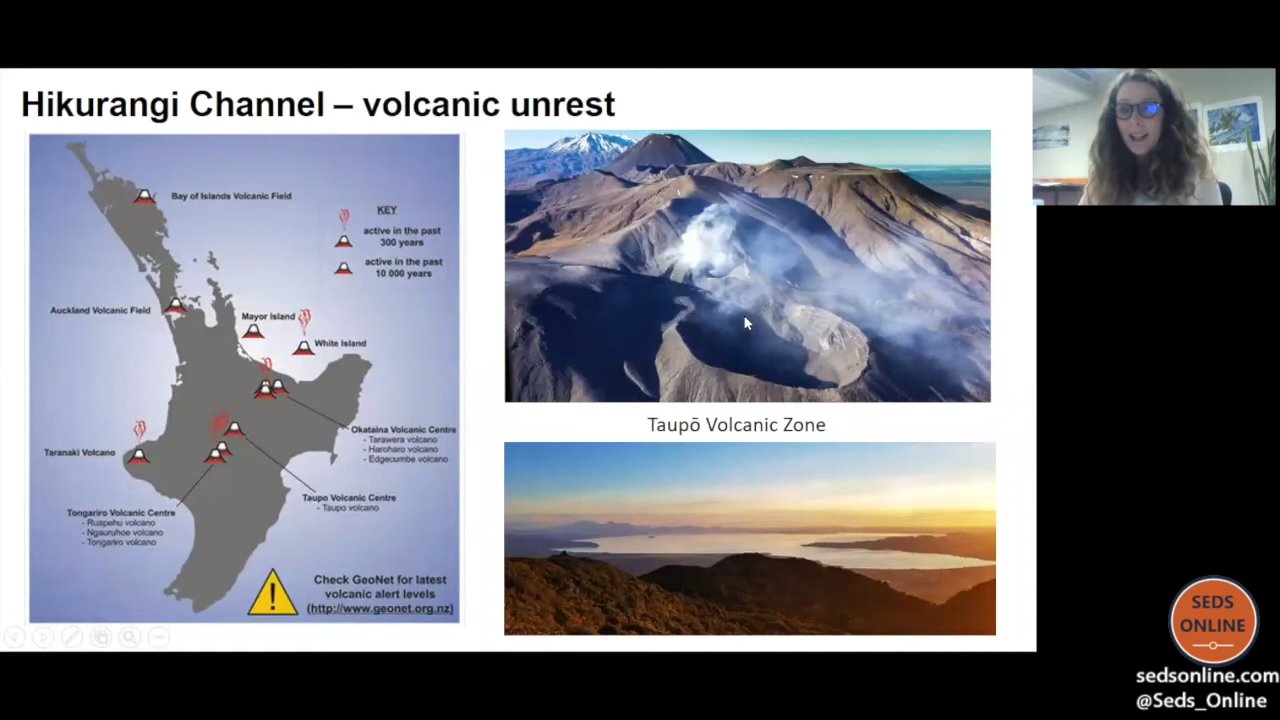 Hikurangi Channel – volcanic unrest
Bay of Islands Volcanic Field
KEY
active in the past
300 years
active in the past
10 000 years
Auckland Volcanic Field
Mayor Island
White Island
Okataina Volcanic Centre
- Tarawera volcano
- Haroharo volcano
- Edgecumbe volcano
Taranaki Volcano
Taupo Volcanic Centre
- Taupo volcano
Tongariro Volcanic Centre
- Ruapehu volcano
- Ngauruhoe volcano
- Tongariro volcano
!
Check GeoNet for latest
volcanic alert levels
(http://www.geonet.org.nz)
Taupō Volcanic Zone
SEDS
ONLINE
sedsonline.com
@Seds_Online